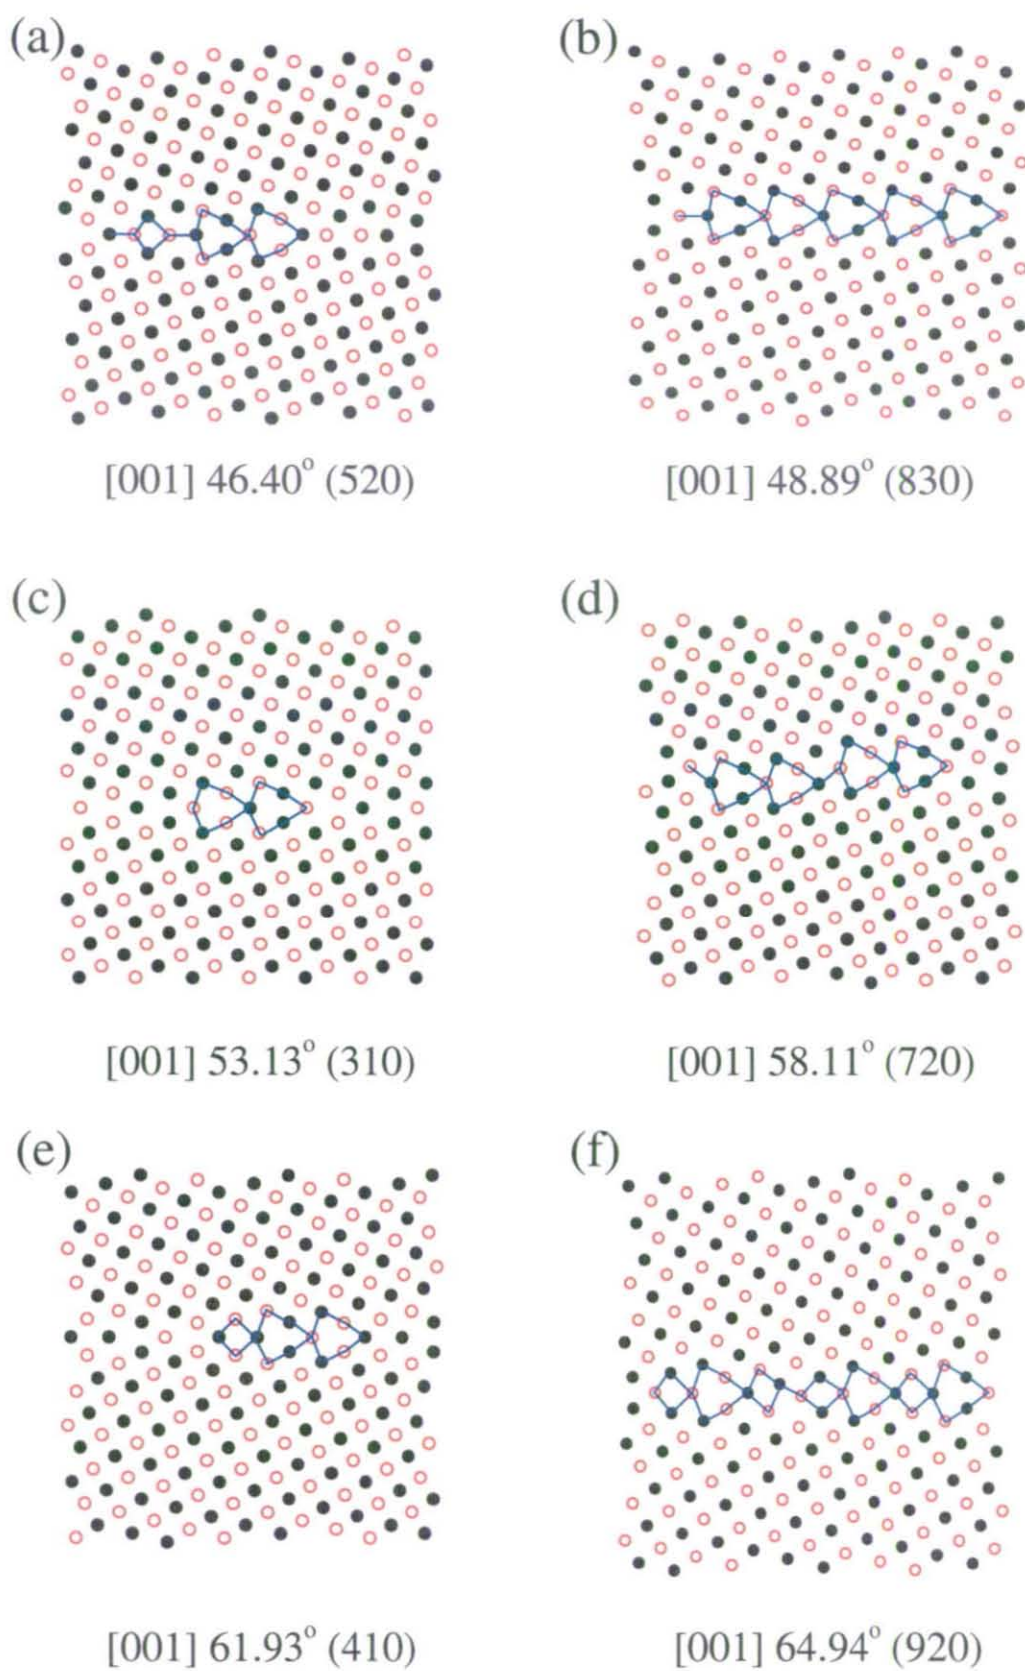 (a)
(b)
[001] 46.40° (520)
[001] 48.89° (830)
(c)
(d)
[001] 53.13° (310)
[001] 58.11° (720)
(e)
(f)
[001] 61.93° (410)
[001] 64.94° (920)